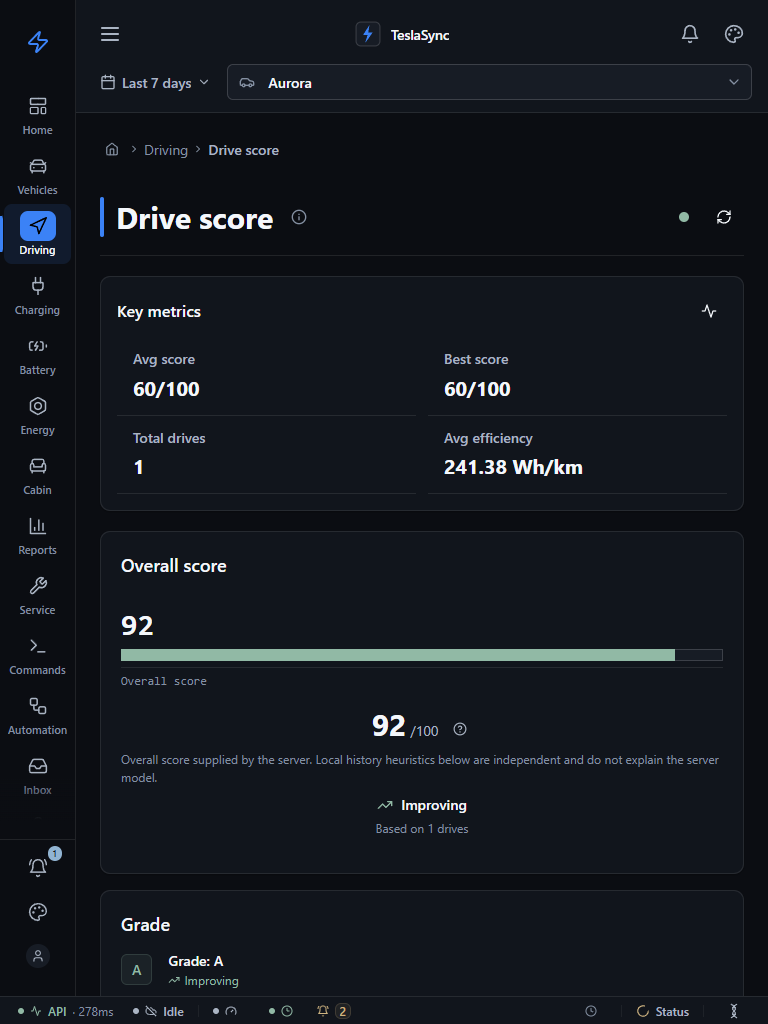 TeslaSync
Last 7 days
Aurora
Home
Vehicles
Driving
Charging
Battery
Energy
Cabin
Reports
Service
Commands
Automation
Inbox
1
Driving
Drive score
Drive score
Key metrics
Avg score
60/100
Best score
60/100
Total drives
1
Avg efficiency
241.38 Wh/km
Overall score
92
Overall score
92 /100
Overall score supplied by the server. Local history heuristics below are independent and do not explain the server
model.
Improving
Based on 1 drives
Grade
A
Grade: A
Improving
API · 278ms
Idle
2
Status